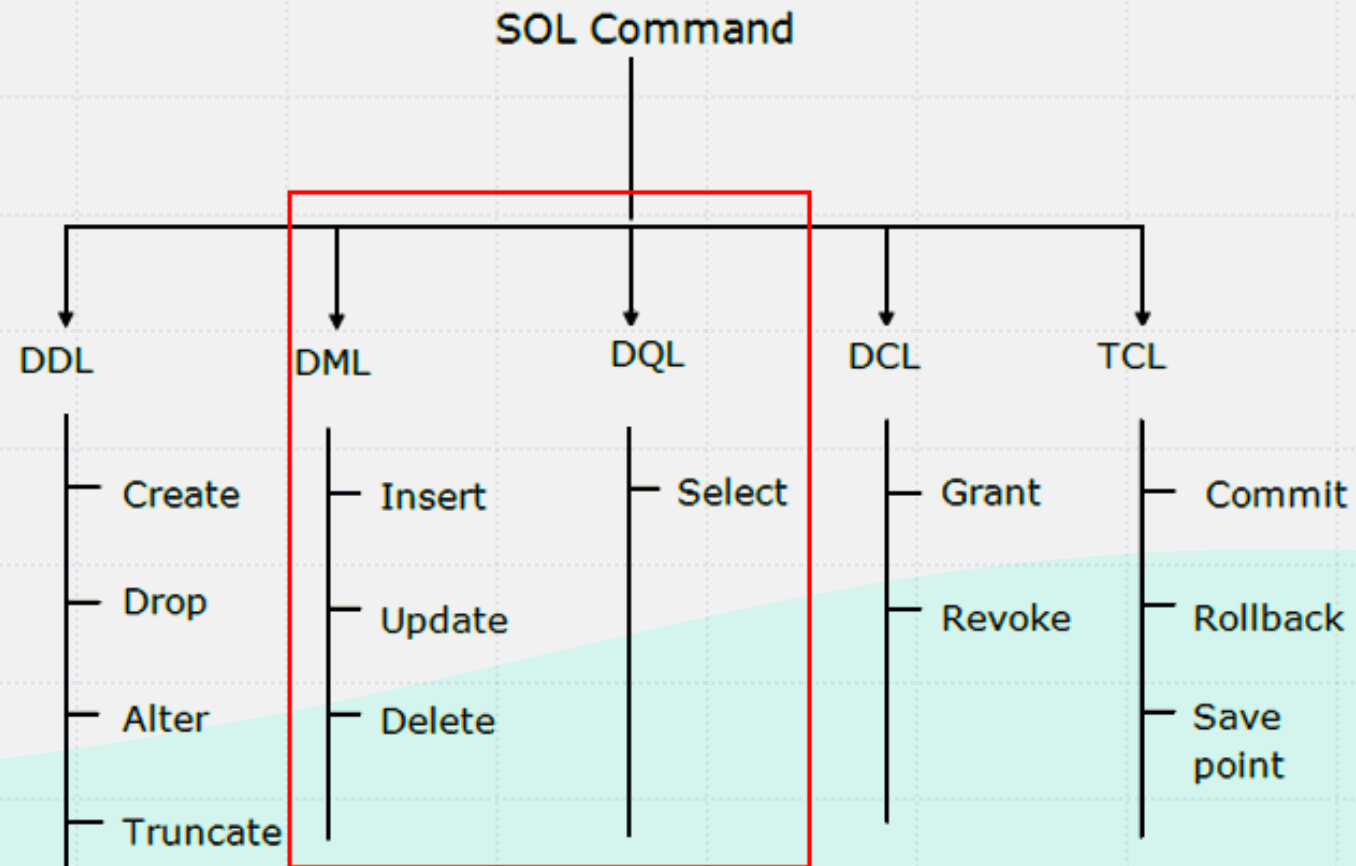 SOL Command
DDL
DML
DQL
DCL
TCL
Create
Drop
Alter
Truncate
Insert
Update
Delete
Select
Grant
Revoke
Commit
Rollback
Save
point